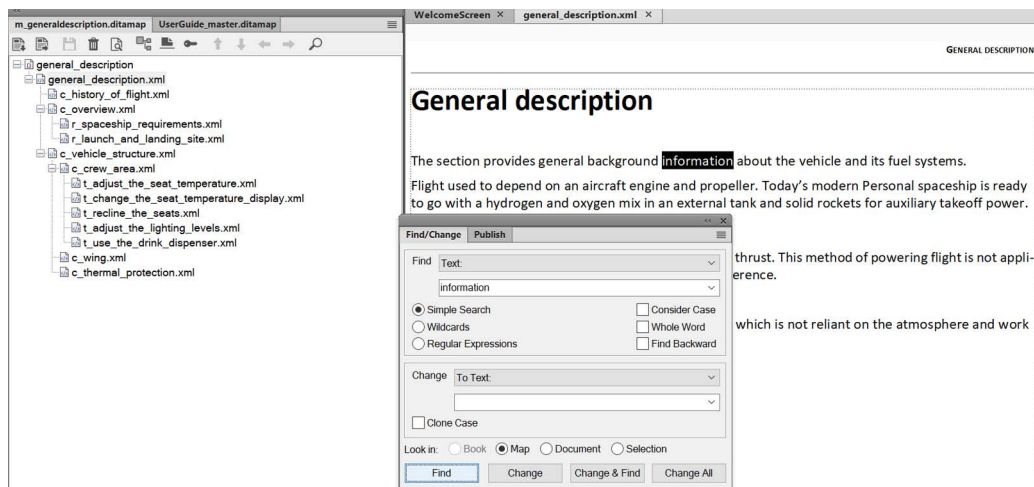 m_generaldescription.ditamap UserGuide_master.ditamap
general_description
general_description.xml
c_history_of_flight.xml
c_overview.xml
r_spaceship_requirements.xml
r_launch_and_landing_site.xml
c_vehicle_structure.xml
c_crew_area.xml
t_adjust_the_seat_temperature.xml
t_change_the_seat_temperature_display.xml
t_recline_the_seats.xml
t_adjust_the_lighting_levels.xml
t_use_the_drink_dispenser.xml
c_wing.xml
c_thermal_protection.xml
WelcomeScreen × general_description.xml ×
GENERAL DESCRIPTION
General description
The section provides general background information about the vehicle and its fuel systems.
Flight used to depend on an aircraft engine and propeller. Today's modern Personal spaceship is ready
to go with a hydrogen and oxygen mix in an external tank and solid rockets for auxiliary takeoff power.
thrust. This method of powering flight is not appli-
erence.
which is not reliant on the atmosphere and work
Find/Change Publish
Find Text:
information
Simple Search Consider Case
Wildcards Whole Word
Regular Expressions Find Backward
Change To Text:
Clone Case
Look in: Book Map Document Selection
Find Change Change & Find Change All